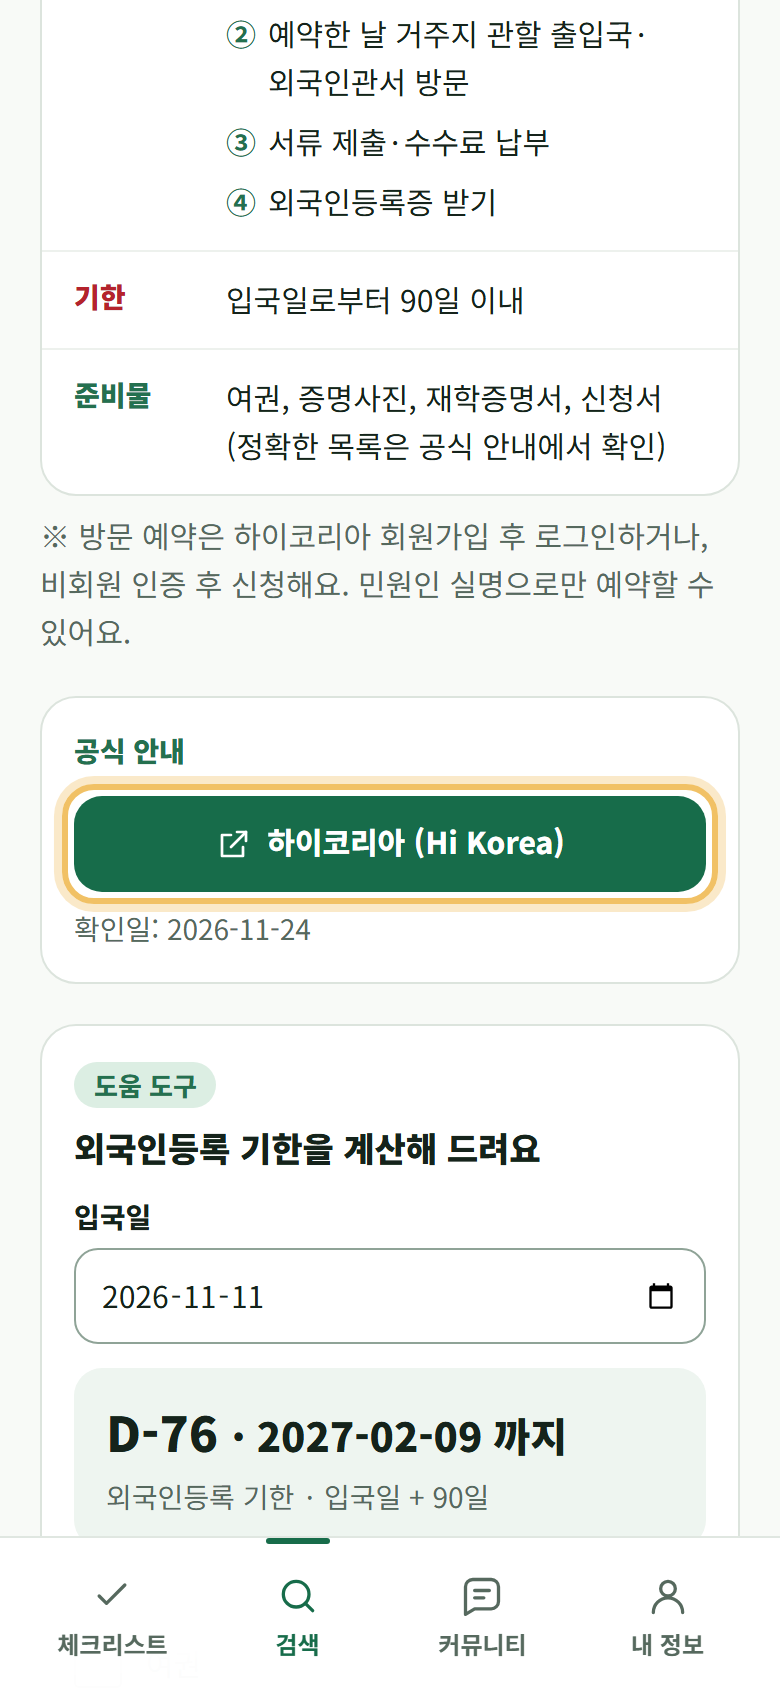 ② 예약한 날 거주지 관할 출입국·
외국인관서 방문
③ 서류 제출·수수료 납부
④ 외국인등록증 받기
기한 입국일로부터 90일 이내
준비물 여권, 증명사진, 재학증명서, 신청서
(정확한 목록은 공식 안내에서 확인)
※ 방문 예약은 하이코리아 회원가입 후 로그인하거나,
비회원 인증 후 신청해요. 민원인 실명으로만 예약할 수
있어요.
공식 안내
하이코리아 (Hi Korea)
확인일: 2026-11-24
도움 도구
외국인등록 기한을 계산해 드려요
입국일
2026-11-11
D-76 · 2027-02-09 까지
외국인등록 기한 · 입국일 + 90일
체크리스트 검색 커뮤니티 내 정보